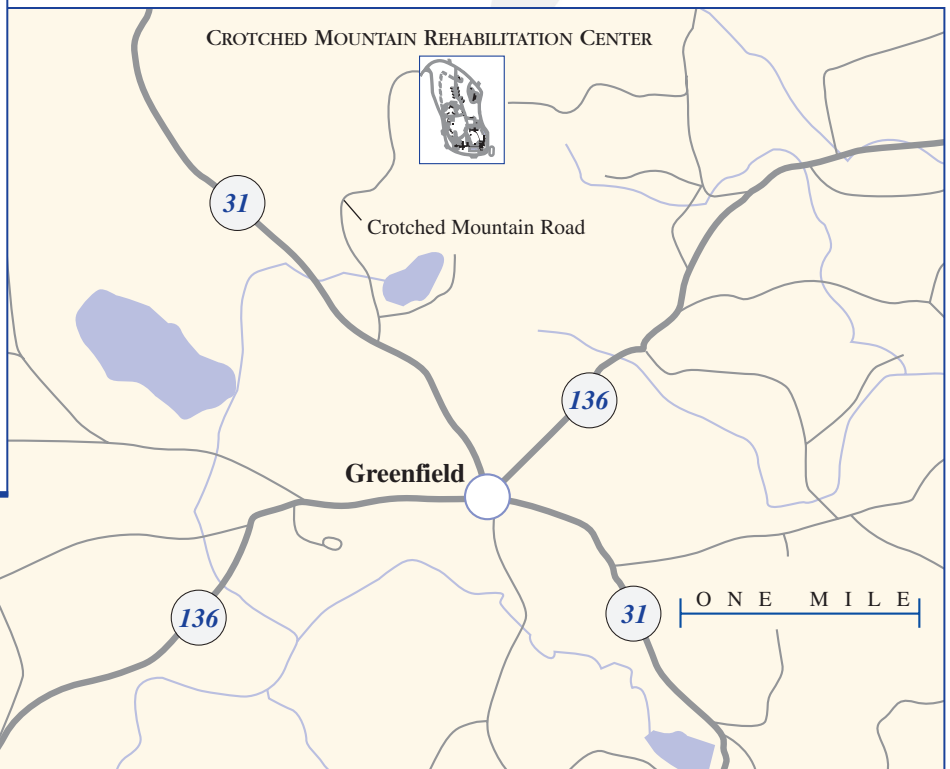 CROTCHED MOUNTAIN REHABILITATION CENTER
31
Crotched Mountain Road
136
Greenfield
ONE MILE
136
31